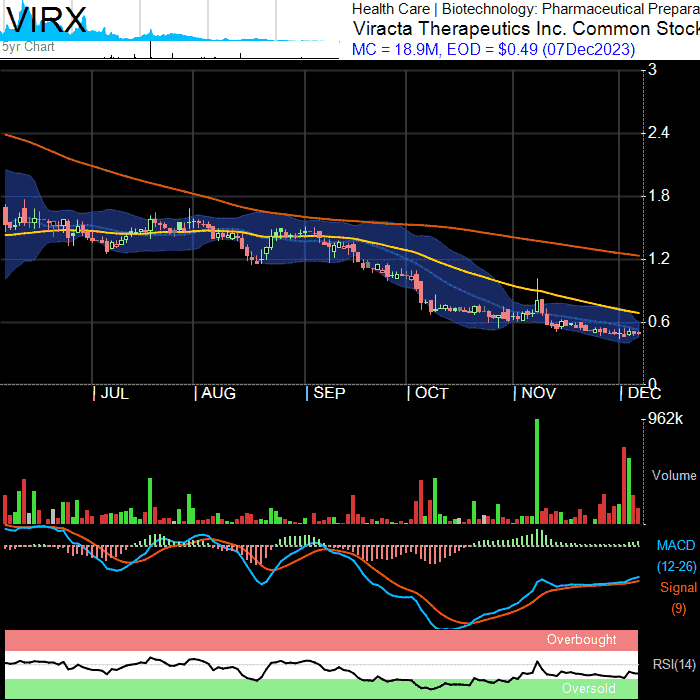 VIRX
5yr Chart
Health Care | Biotechnology: Pharmaceutical Prepara
Viracta Therapeutics Inc. Common Stock
MC = 18.9M, EOD = $0.49 (07Dec2023)
3
2.4
1.8
1.2
0.6
0
| JUL | AUG | SEP | OCT | NOV | DEC
962k
Volume
MACD
(12-26)
Signal
(9)
Overbought
RSI(14)
Oversold